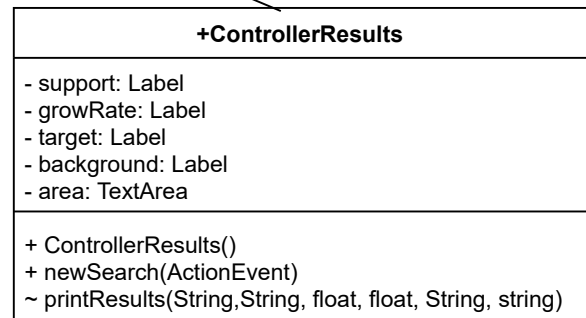 +ControllerResults
- support: Label
- growRate: Label
- target: Label
- background: Label
- area: TextArea
+ ControllerResults()
+ newSearch(ActionEvent)
~ printResults(String,String, float, float, String, string)